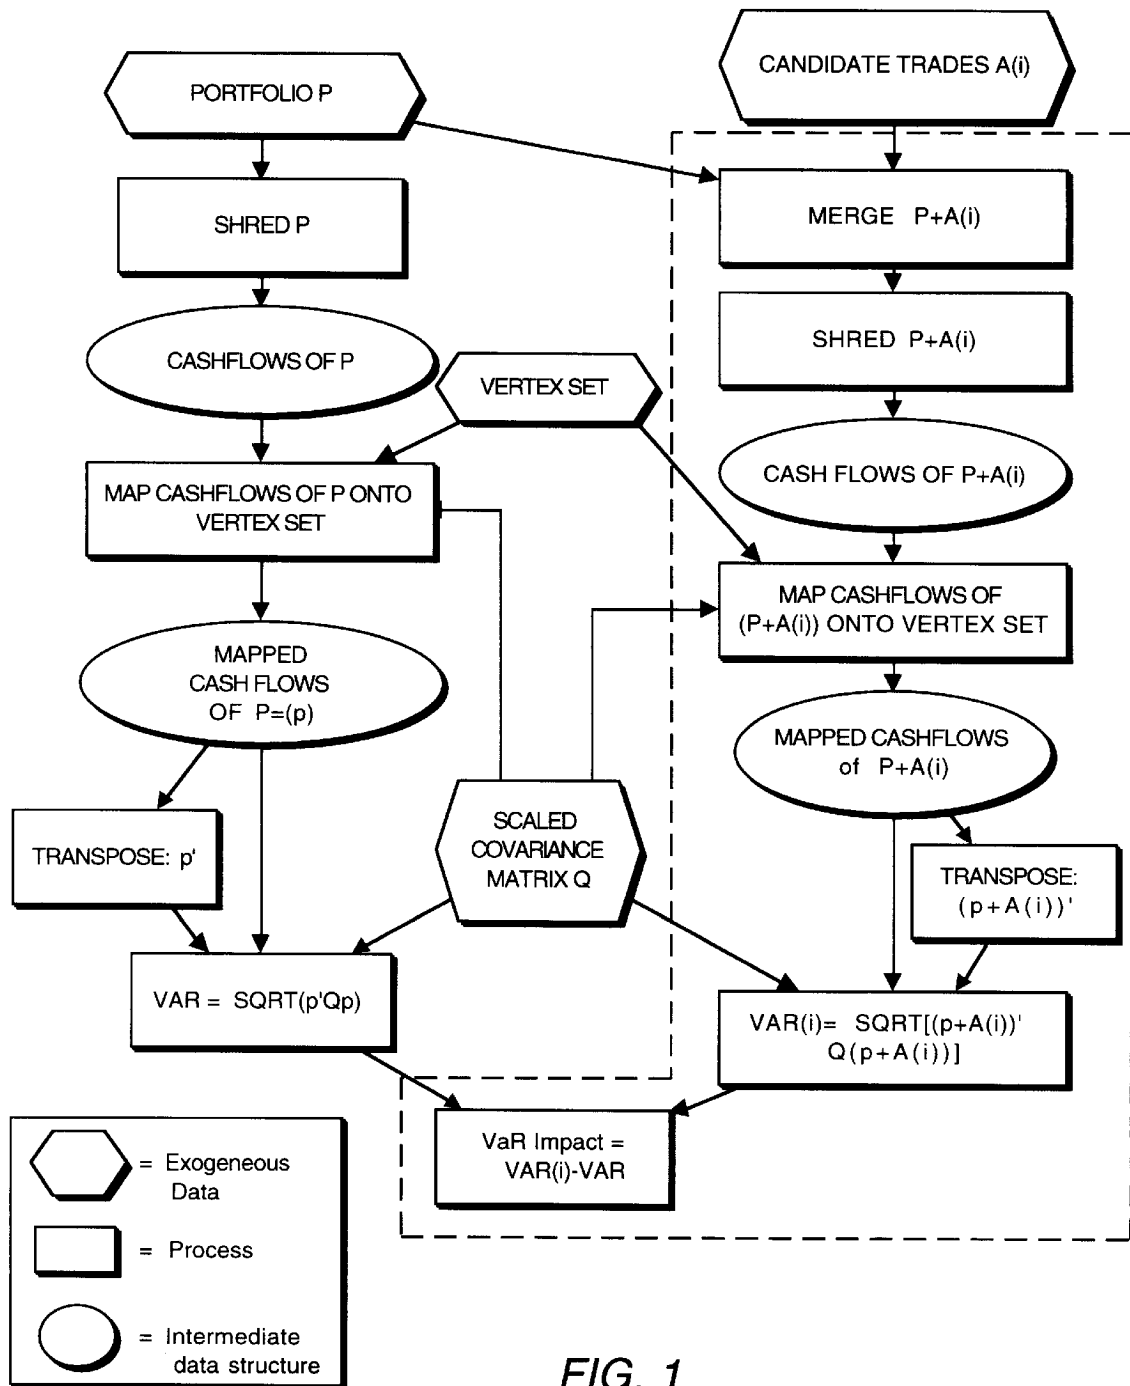 CANDIDATE TRADES A(i)
PORTFOLIO P
SHRED P
MERGE P+A(i)
SHRED P+A(i)
CASHFLOWS OF P
VERTEX SET
CASH FLOWS OF P+A(i)
MAP CASHFLOWS OF P ONTO
VERTEX SET
MAP CASHFLOWS OF
(P+A(i)) ONTO VERTEX SET
MAPPED
CASH FLOWS
OF P=(p)
MAPPED CASHFLOWS
of P+A(i)
TRANSPOSE: p'
SCALED
COVARIANCE
MATRIX Q
TRANSPOSE:
(p+A(i))'
VAR = SQRT(p'Qp)
VAR(i)= SQRT[(p+A(i))'
Q(p+A(i))]
VaR Impact =
VAR(i)-VAR
= Exogeneous
Data
= Process
= Intermediate
data structure
FIG. 1